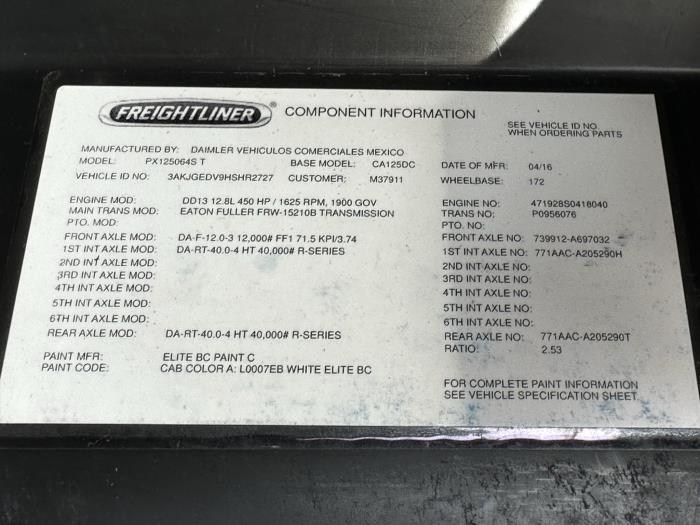 FREIGHTLINER® COMPONENT INFORMATION
SEE VEHICLE ID NO.
WHEN ORDERING PARTS
MANUFACTURED BY: DAIMLER VEHICULOS COMERCIALES MEXICO
MODEL: PX125064S T BASE MODEL: CA125DC DATE OF MFR: 04/16
VEHICLE ID NO: 3AKJGEDV9HSHR2727 CUSTOMER: M37911 WHEELBASE: 172
ENGINE MOD: DD13 12.8L 450 HP / 1625 RPM, 1900 GOV ENGINE NO: 471928S0418040
MAIN TRANS MOD: EATON FULLER FRW-15210B TRANSMISSION TRANS NO: P0956076
PTO. MOD: PTO. NO:
FRONT AXLE MOD: DA-F-12.0-3 12,000# FF1 71.5 KPI/3.74 FRONT AXLE NO: 739912-A697032
1ST INT AXLE MOD: DA-RT-40.0-4 HT 40,000# R-SERIES 1ST INT AXLE NO: 771AAC-A205290H
2ND INT AXLE MOD: 2ND INT AXLE NO:
3RD INT AXLE MOD: 3RD INT AXLE NO:
4TH INT AXLE MOD: 4TH INT AXLE NO:
5TH INT AXLE MOD: 5TH INT AXLE NO:
6TH INT AXLE MOD: 6TH INT AXLE NO:
REAR AXLE MOD: DA-RT-40.0-4 HT 40,000# R-SERIES REAR AXLE NO: 771AAC-A205290T
RATIO: 2.53
PAINT MFR: ELITE BC PAINT C
PAINT CODE: CAB COLOR A: L0007EB WHITE ELITE BC
FOR COMPLETE PAINT INFORMATION
SEE VEHICLE SPECIFICATION SHEET.